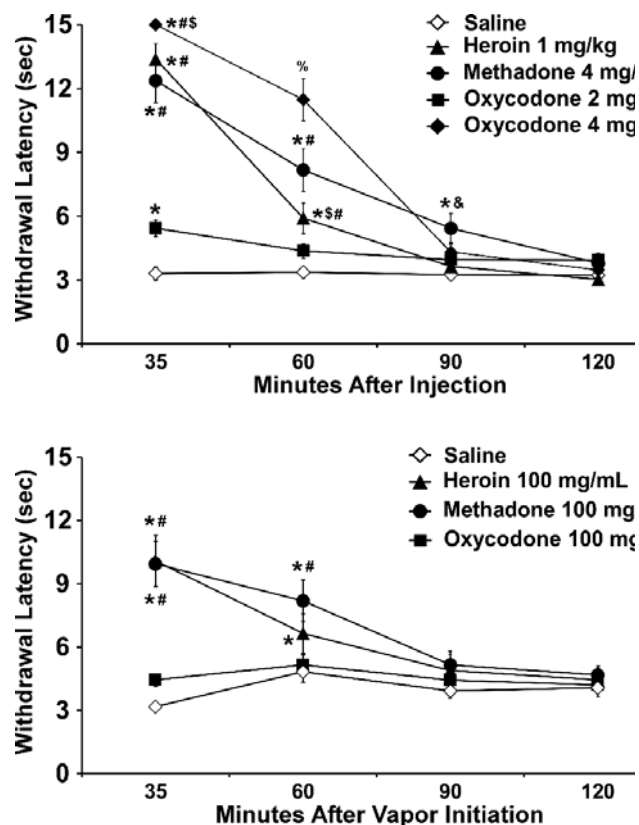 15
12
9
6
3
0
Withdrawal Latency (sec)
Saline
Heroin 1 mg/kg
Methadone 4 mg/
Oxycodone 2 mg
Oxycodone 4 mg
*#$
*#
*#
*
%
*#
*$#
*&
35 60 90 120
Minutes After Injection
15
12
9
6
3
0
Withdrawal Latency (sec)
Saline
Heroin 100 mg/mL
Methadone 100 mg
Oxycodone 100 mg
*#
*#
*#
*
35 60 90 120
Minutes After Vapor Initiation